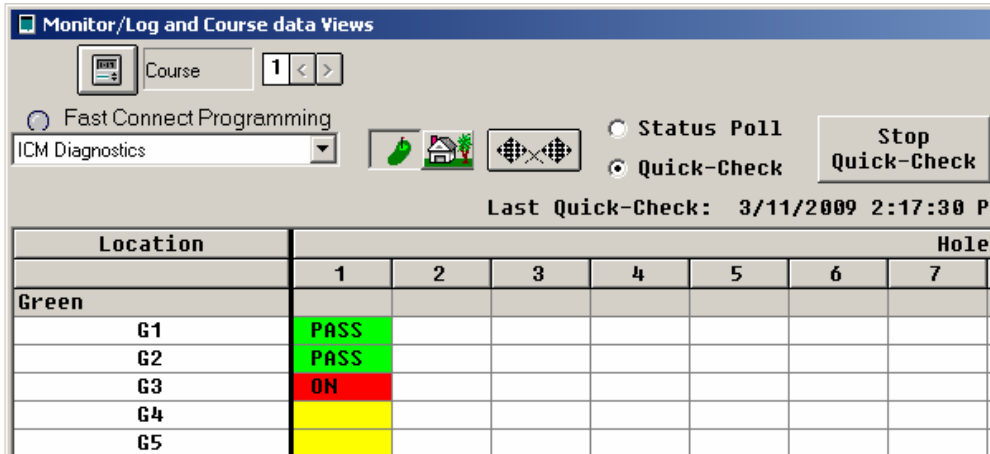 Monitor/Log and Course data Views
Course 1 < >
Fast Connect Programming
ICM Diagnostics
Status Poll
Quick-Check
Stop
Quick-Check
Last Quick-Check: 3/11/2009 2:17:30 P
Location Hole
1 2 3 4 5 6 7
Green
G1 PASS
G2 PASS
G3 ON
G4
G5